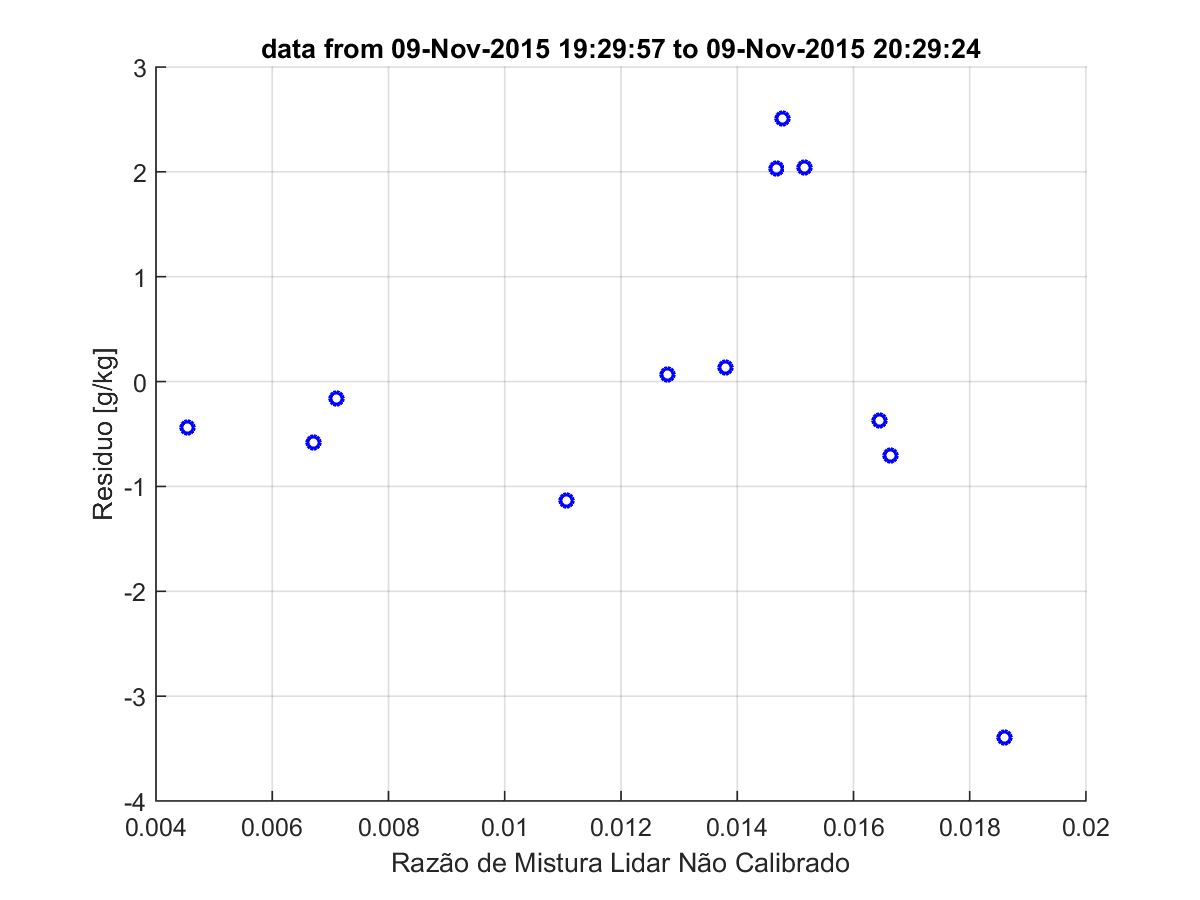 data from 09-Nov-2015 19:29:57 to 09-Nov-2015 20:29:24
3
2
1
0
-1
-2
-3
-4
Residuo [g/kg]
0.004 0.006 0.008 0.01 0.012 0.014 0.016 0.018 0.02
Razão de Mistura Lidar Não Calibrado